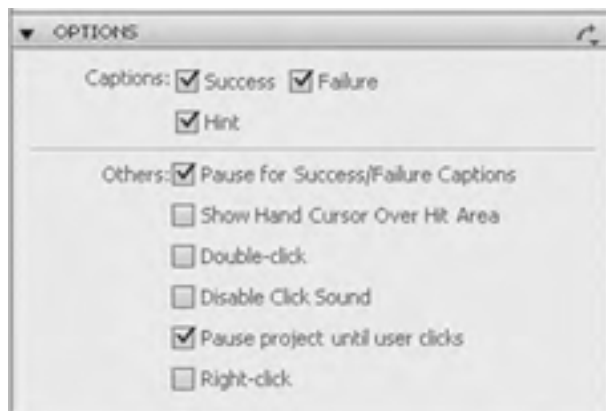 OPTIONS
Captions: Success Failure
Hint
Others: Pause for Success/Failure Captions
Show Hand Cursor Over Hit Area
Double-click
Disable Click Sound
Pause project until user clicks
Right-click